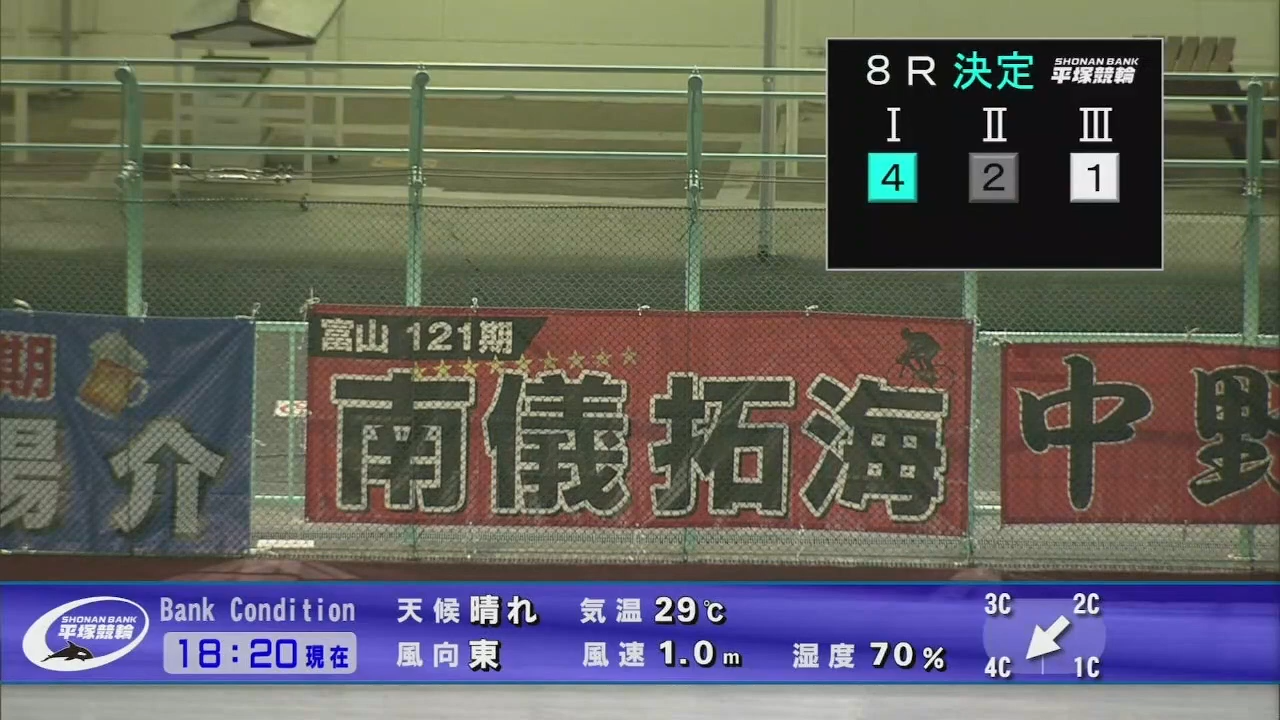 8R 決定 SHONAN BANK 平塚競輪
Ⅰ Ⅱ Ⅲ
4 2 1
期
陽介
富山 121期
南儀拓海
中野
SHONAN BANK
平塚競輪
Bank Condition
18:20現在
天候 晴れ 気温 29℃
風向 東 風速 1.0m 湿度 70%
3C 2C
4C 1C